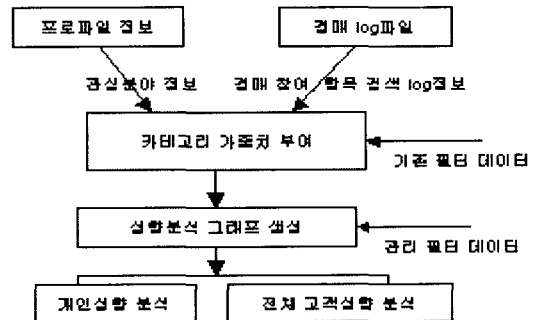 프로파일 정보
경매 log파일
관심분야 정보
경매 참여 항목 검색 log정보
카테고리 가중치 부여
기존 필터 데이터
성향분석 그래프 생성
관리 필터 데이터
개인성향 분석
전체 고객성향 분석